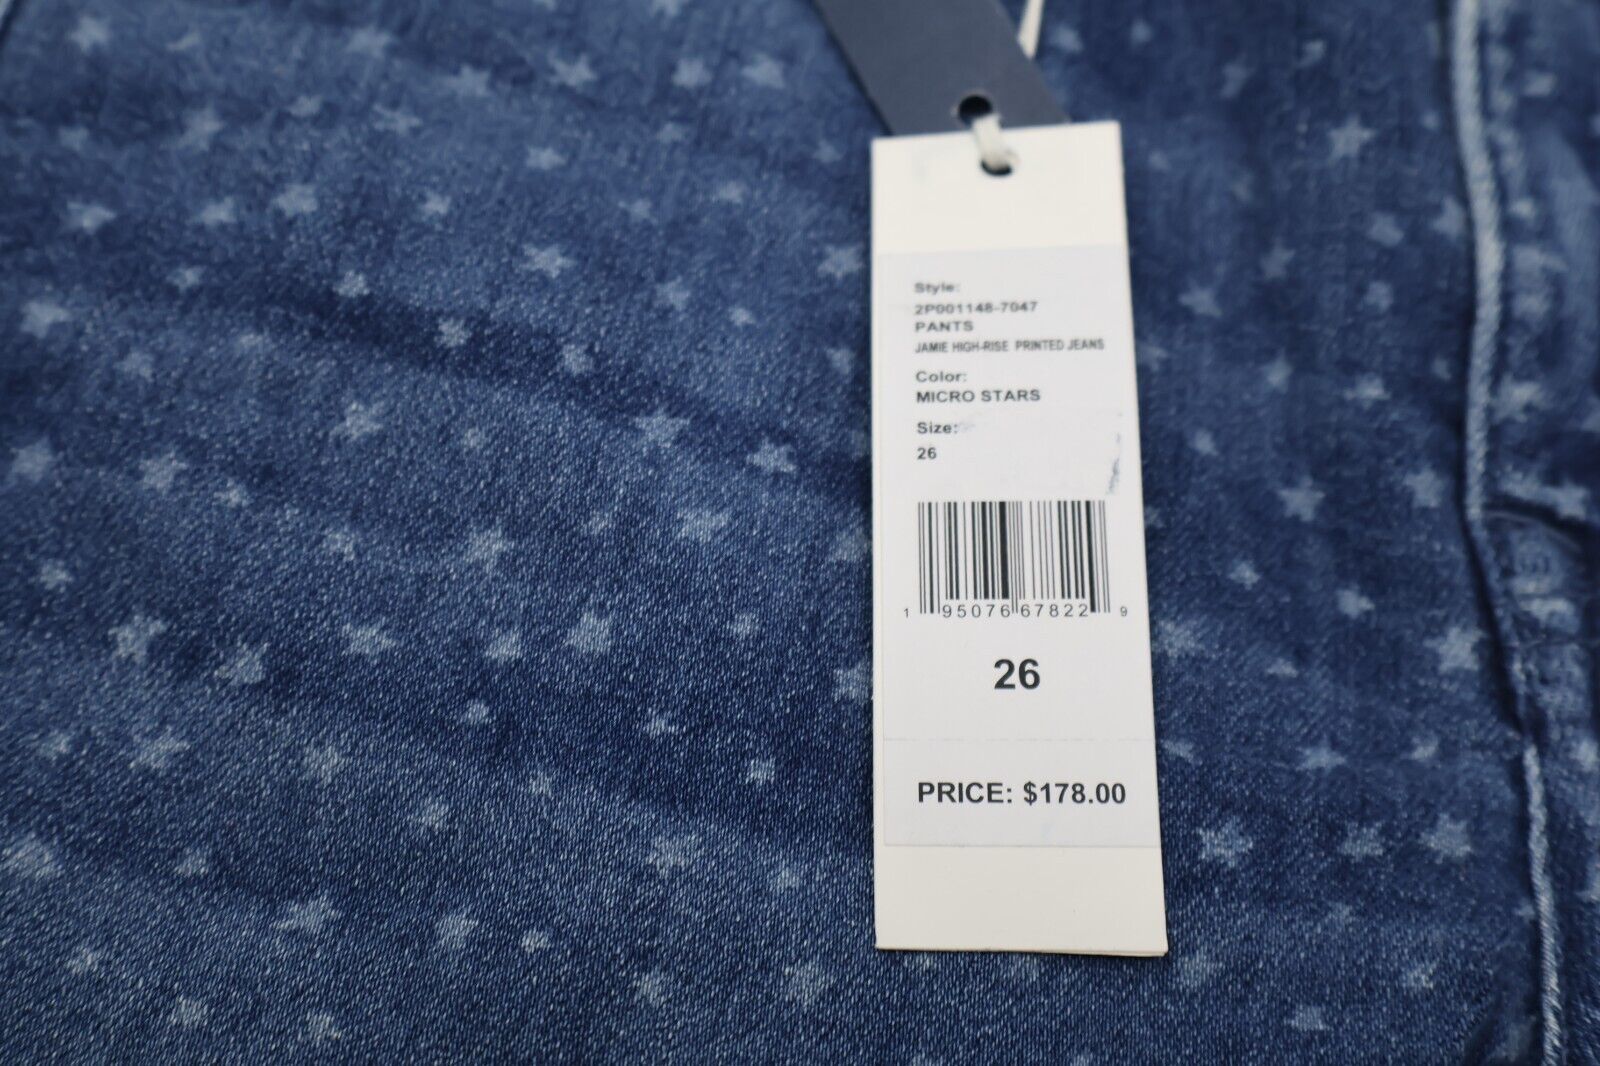 Style:
2P001148-7047
PANTS
JAMIE HIGH-RISE PRINTED JEANS
Color:
MICRO STARS
Size:
26
1 95076 67822 9
26
PRICE: $178.00